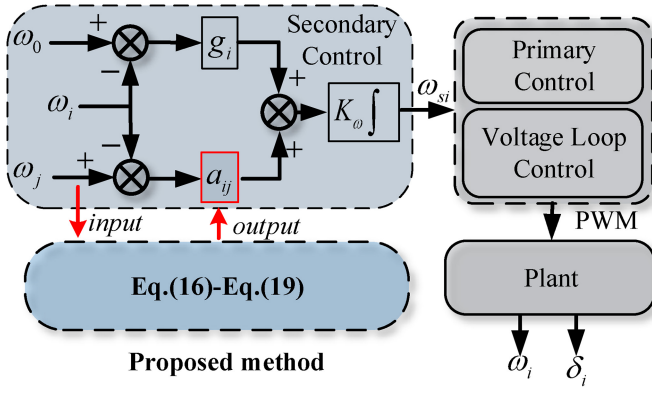 Secondary
Control
ω₀ + −
gᵢ
+
ωᵢ
K_ω ∫
+
ωⱼ + −
aᵢⱼ
input
output
Eq.(16)-Eq.(19)
Proposed method
ωₛᵢ
Primary
Control
Voltage Loop
Control
PWM
Plant
ωᵢ δᵢ